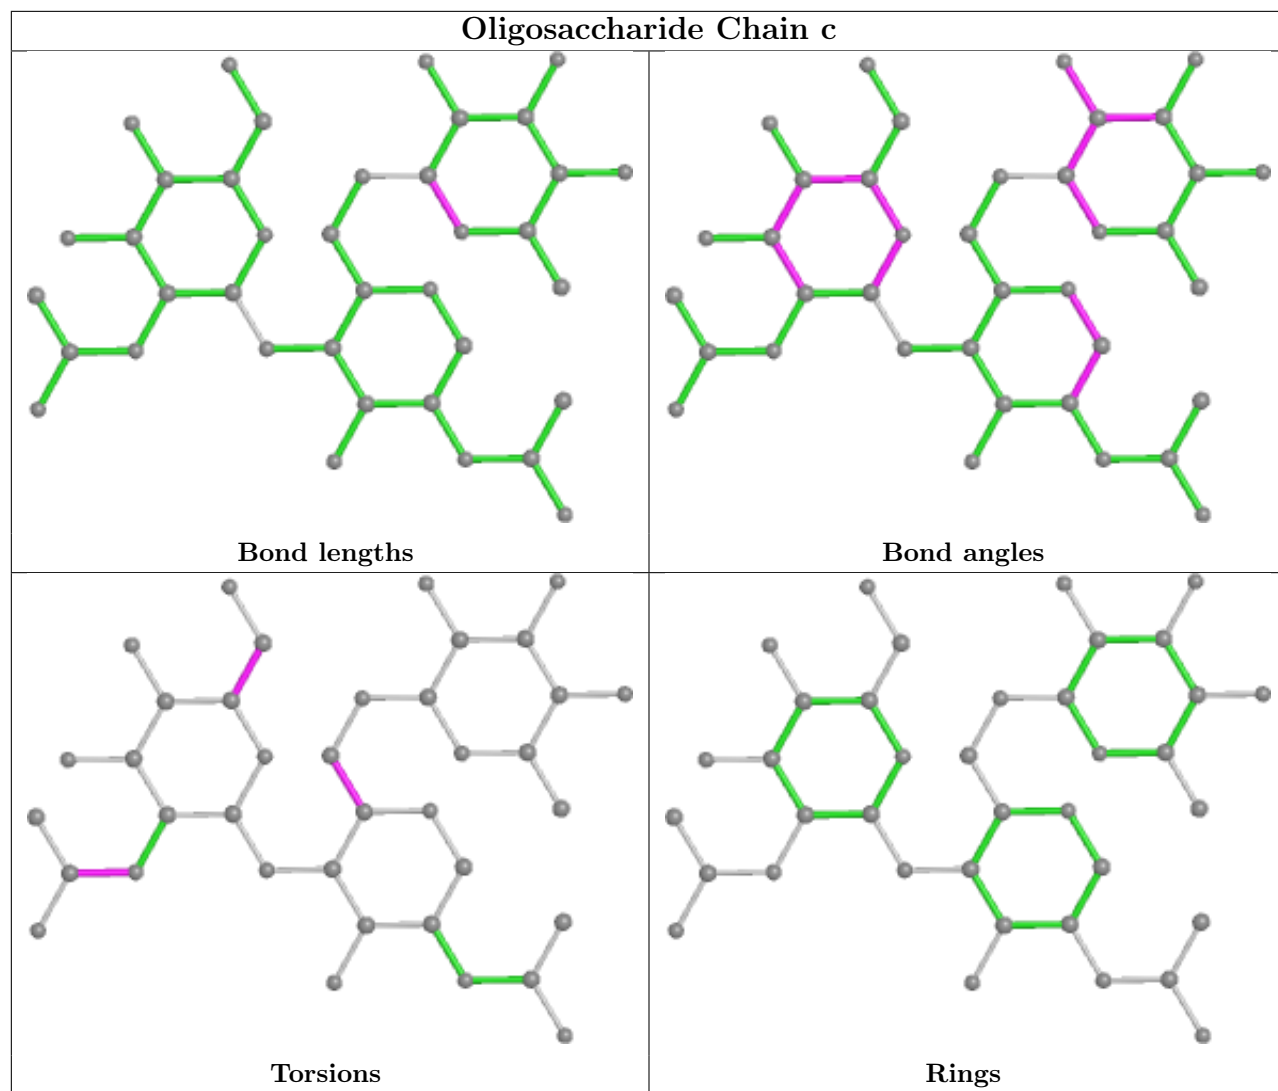 Oligosaccharide Chain c
Bond lengths
Bond angles
Torsions
Rings